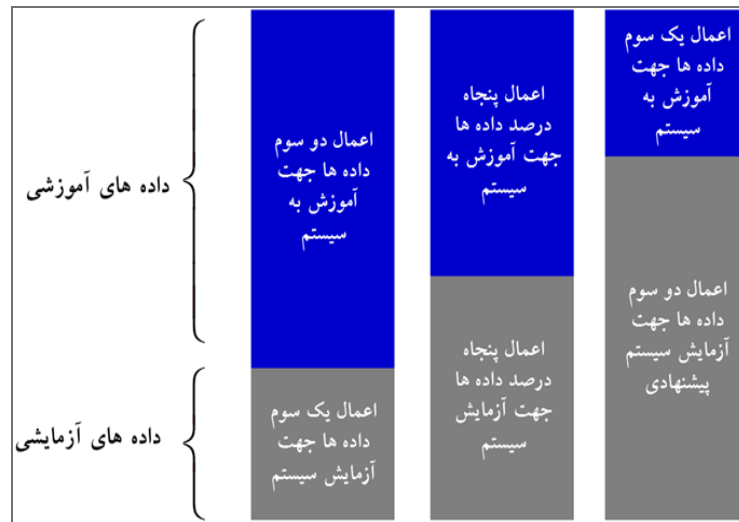 اعمال یک سوم
داده ها جهت
آموزش به
سیستم
اعمال دو سوم
داده ها جهت
آزمایش سیستم
پیشنهادی
اعمال پنجاه
درصد داده ها
جهت آموزش به
سیستم
اعمال پنجاه
درصد داده ها
جهت آزمایش
سیستم
اعمال دو سوم
داده ها جهت
آموزش به
سیستم
اعمال یک سوم
داده ها جهت
آزمایش سیستم
داده های آموزشی
داده های آزمایشی